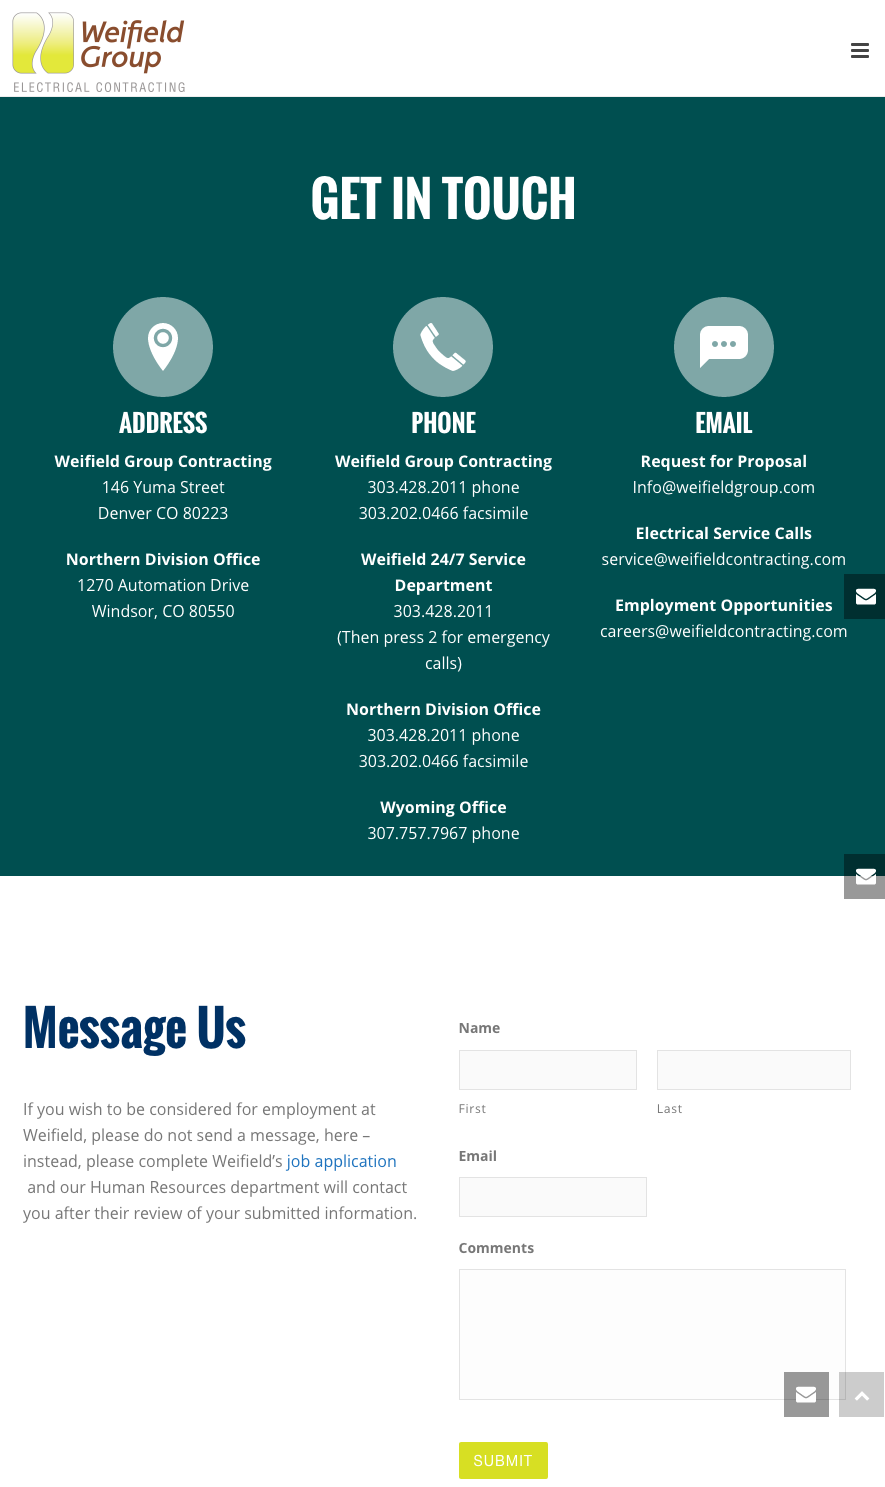 Weifield
Group
ELECTRICAL CONTRACTING
GET IN TOUCH
ADDRESS
Weifield Group Contracting
146 Yuma Street
Denver CO 80223
Northern Division Office
1270 Automation Drive
Windsor, CO 80550
PHONE
Weifield Group Contracting
303.428.2011 phone
303.202.0466 facsimile
Weifield 24/7 Service
Department
303.428.2011
(Then press 2 for emergency
calls)
Northern Division Office
303.428.2011 phone
303.202.0466 facsimile
Wyoming Office
307.757.7967 phone
EMAIL
Request for Proposal
Info@weifieldgroup.com
Electrical Service Calls
service@weifieldcontracting.com
Employment Opportunities
careers@weifieldcontracting.com
Message Us
If you wish to be considered for employment at
Weifield, please do not send a message, here –
instead, please complete Weifield’s job application
and our Human Resources department will contact
you after their review of your submitted information.
Name
First
Last
Email
Comments
SUBMIT